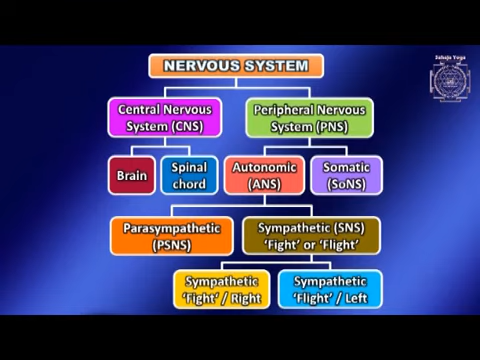 Sahaja Yoga
NERVOUS SYSTEM
Central Nervous
System (CNS)
Peripheral Nervous
System (PNS)
Brain
Spinal
chord
Autonomic
(ANS)
Somatic
(SoNS)
Parasympathetic
(PSNS)
Sympathetic (SNS)
'Fight' or 'Flight'
Sympathetic
'Fight' / Right
Sympathetic
'Flight' / Left